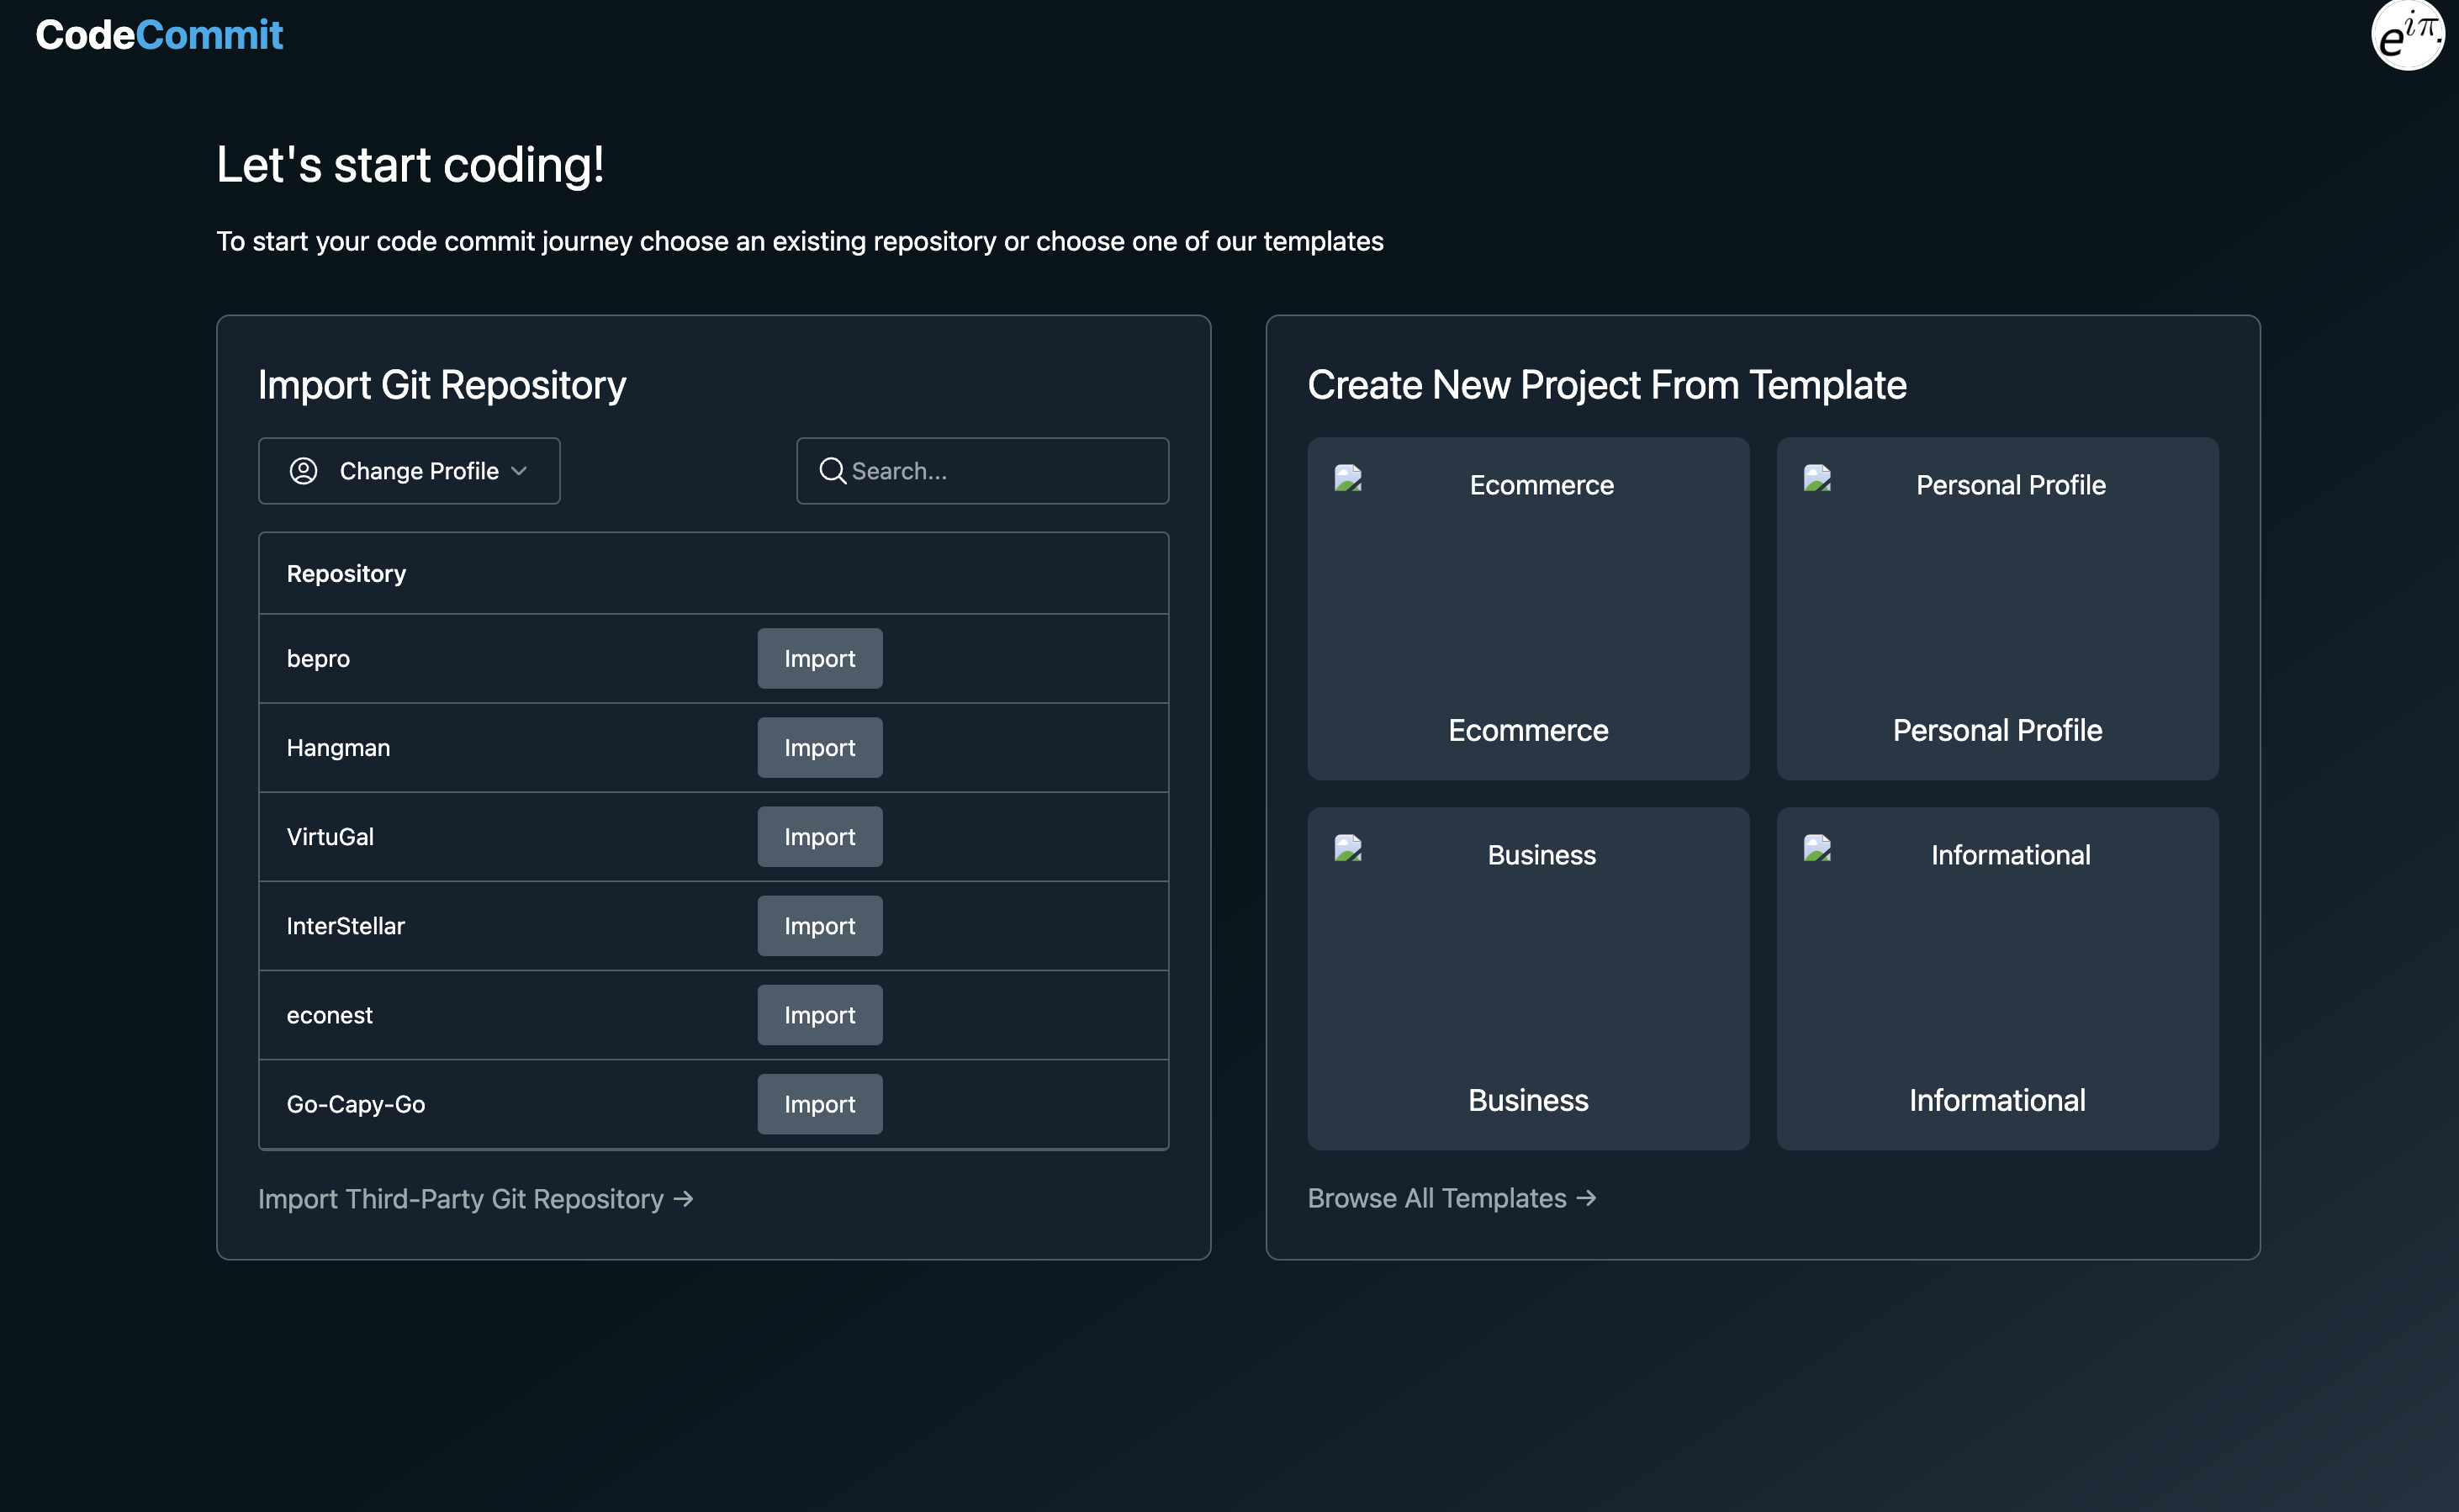 CodeCommit
e^iπ.
Let's start coding!
To start your code commit journey choose an existing repository or choose one of our templates
Import Git Repository
Change Profile
Search...
Repository
bepro Import
Hangman Import
VirtuGal Import
InterStellar Import
econest Import
Go-Capy-Go Import
Import Third-Party Git Repository →
Create New Project From Template
Ecommerce
Ecommerce
Personal Profile
Personal Profile
Business
Business
Informational
Informational
Browse All Templates →